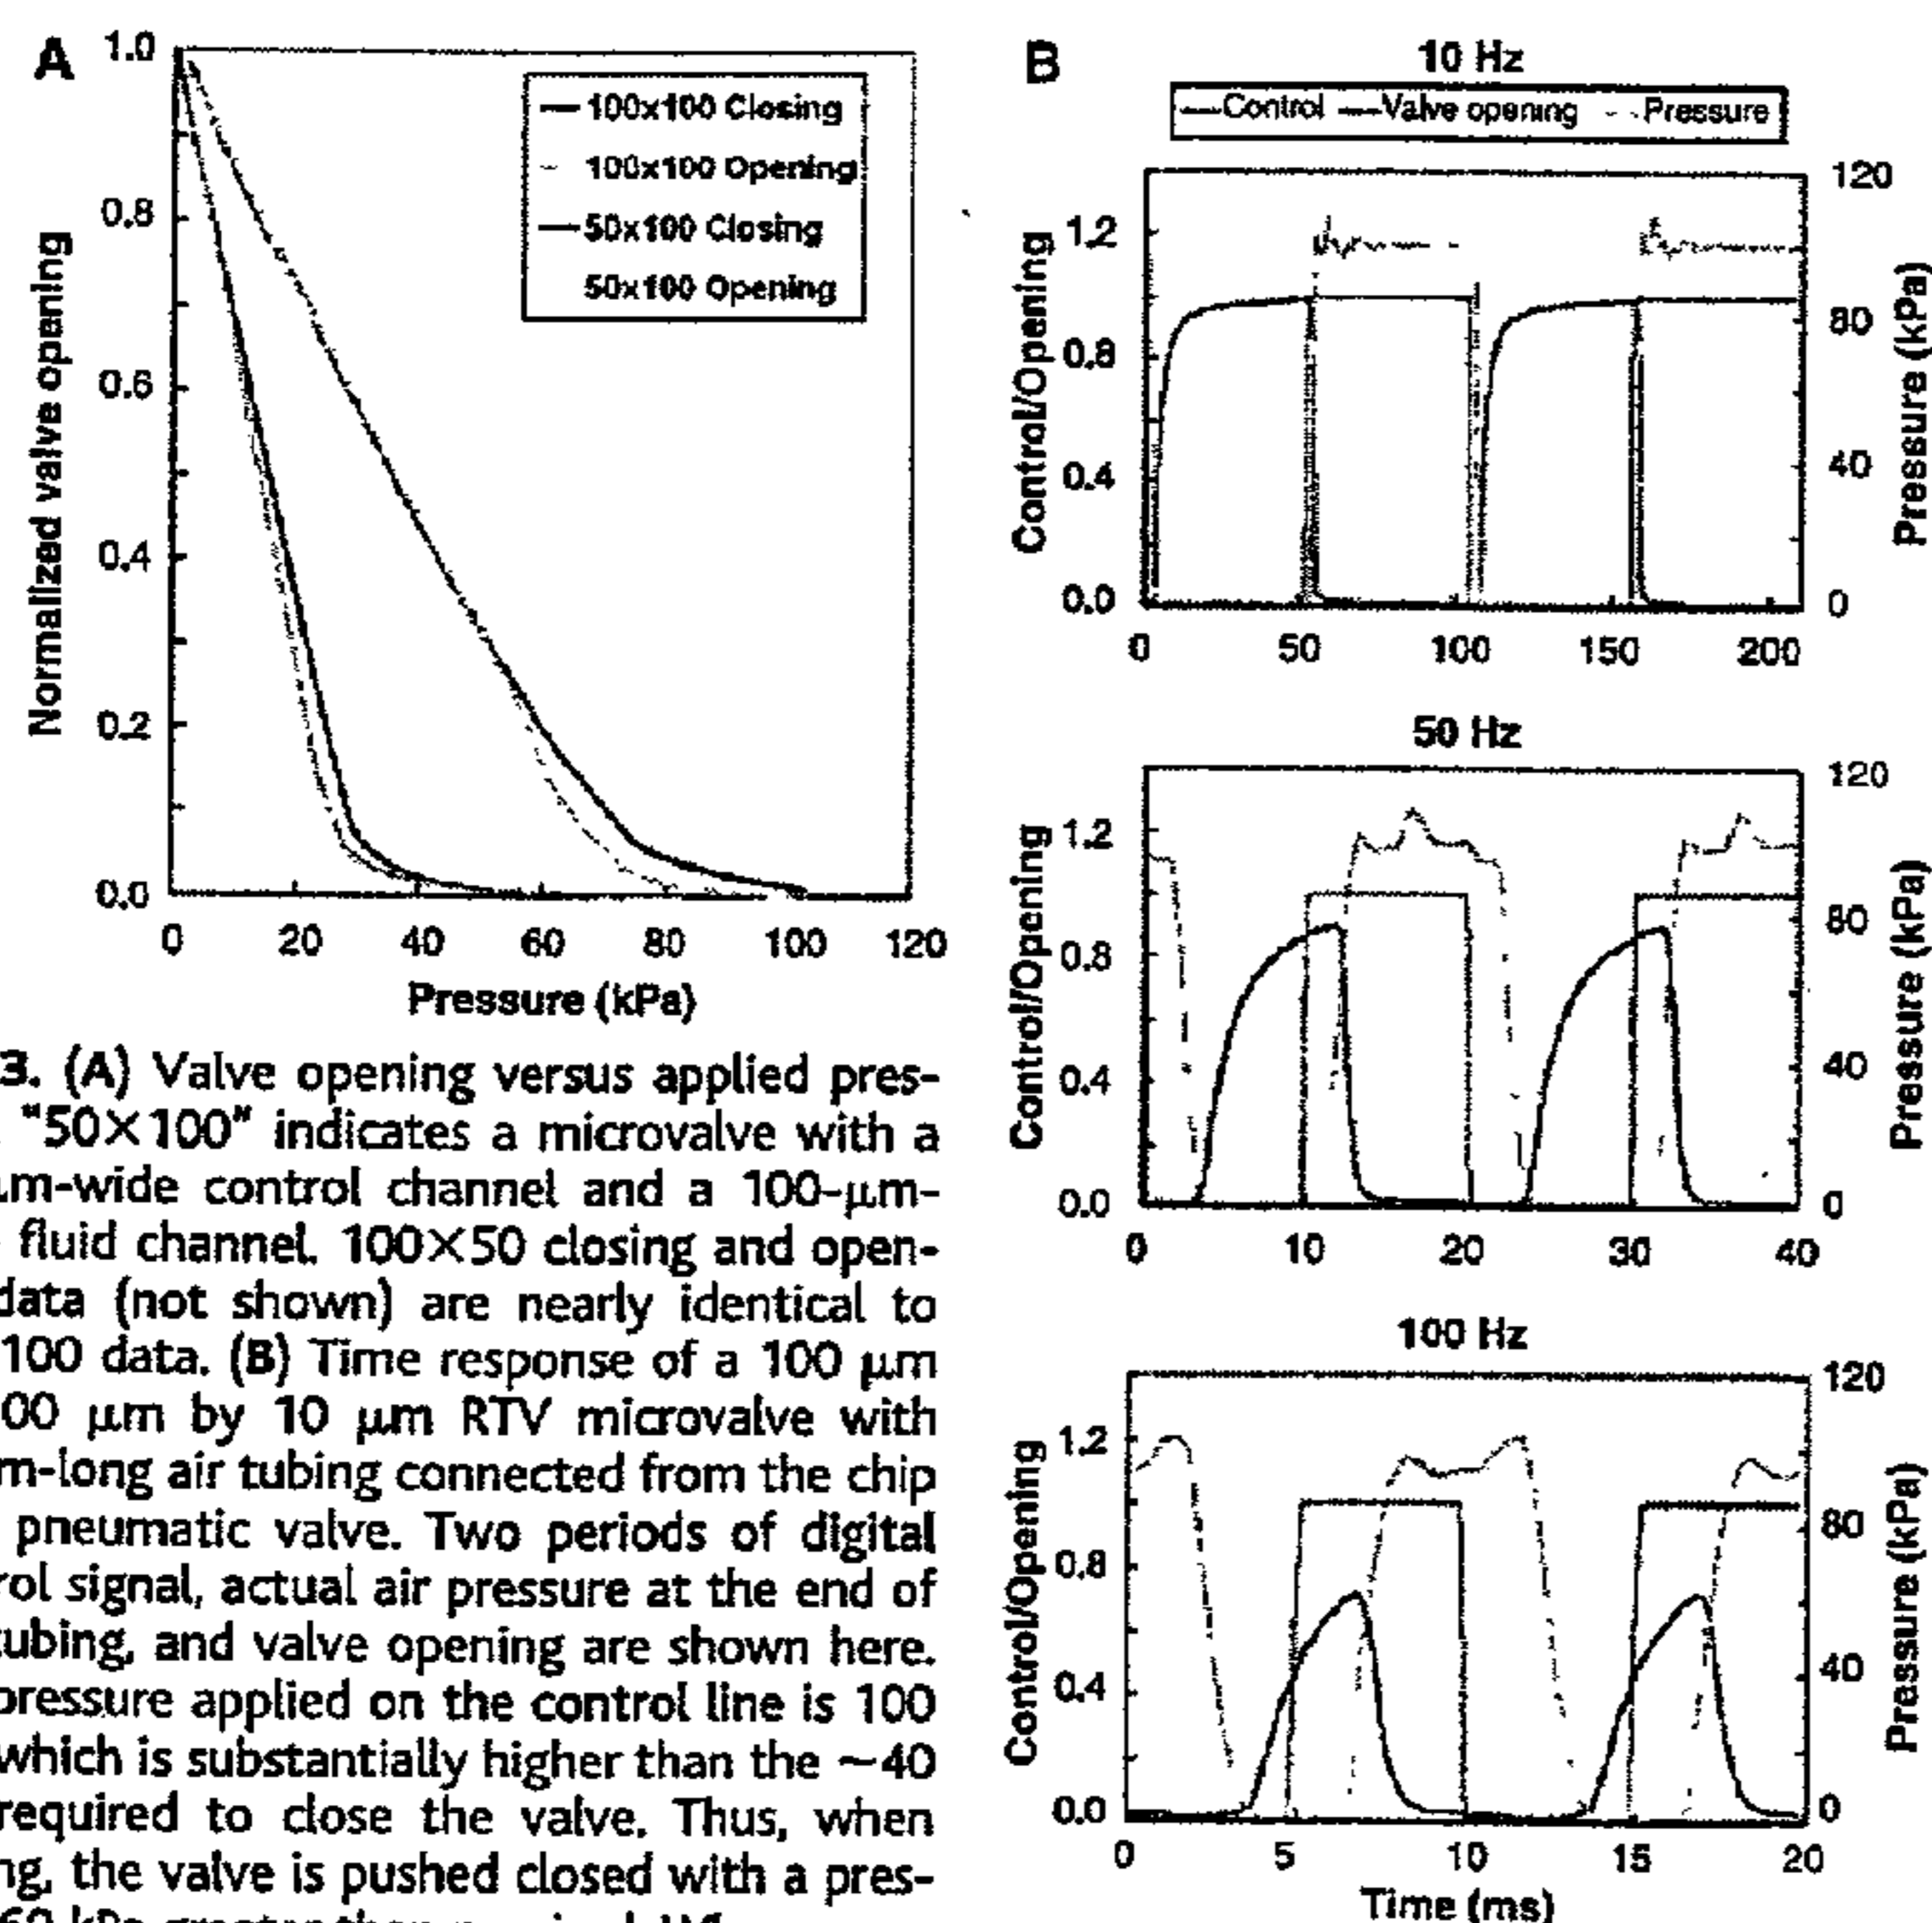 A
1.0
0.8
0.6
0.4
0.2
0.0
Normalized valve opening
100x100 Closing
100x100 Opening
50x100 Closing
50x100 Opening
0 20 40 60 80 100 120
Pressure (kPa)
3. (A) Valve opening versus applied pres-
"50×100" indicates a microvalve with a
μm-wide control channel and a 100-μm-
fluid channel. 100×50 closing and open-
data (not shown) are nearly identical to
100 data. (B) Time response of a 100 μm
00 μm by 10 μm RTV microvalve with
m-long air tubing connected from the chip
pneumatic valve. Two periods of digital
rol signal, actual air pressure at the end of
tubing, and valve opening are shown here.
pressure applied on the control line is 100
which is substantially higher than the ~40
required to close the valve. Thus, when
ng, the valve is pushed closed with a pres-
B
10 Hz
Control Valve opening Pressure
Control/Opening
1.2
0.8
0.4
0.0
120
80
40
0
Pressure (kPa)
0 50 100 150 200
50 Hz
Control/Opening
1.2
0.8
0.4
0.0
120
80
40
0
Pressure (kPa)
0 10 20 30 40
100 Hz
Control/Opening
1.2
0.8
0.4
0.0
120
80
40
0
Pressure (kPa)
0 5 10 15 20
Time (ms)